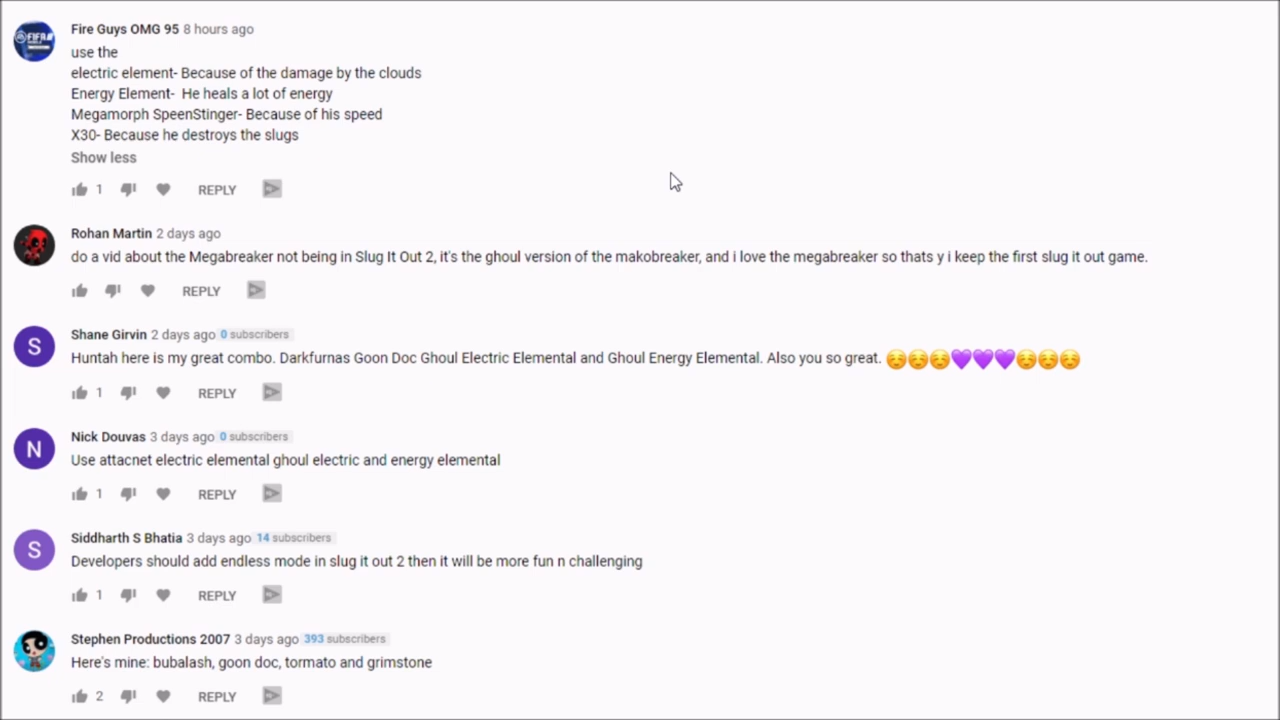 Fire Guys OMG 95 8 hours ago
use the
electric element- Because of the damage by the clouds
Energy Element-  He heals a lot of energy
Megamorph SpeenStinger- Because of his speed
X30- Because he destroys the slugs
Show less
1 REPLY
Rohan Martin 2 days ago
do a vid about the Megabreaker not being in Slug It Out 2, it's the ghoul version of the makobreaker, and i love the megabreaker so thats y i keep the first slug it out game.
REPLY
S
Shane Girvin 2 days ago 0 subscribers
Huntah here is my great combo. Darkfurnas Goon Doc Ghoul Electric Elemental and Ghoul Energy Elemental. Also you so great. ☺️☺️☺️💜💜💜☺️☺️☺️
1 REPLY
N
Nick Douvas 3 days ago 0 subscribers
Use attacnet electric elemental ghoul electric and energy elemental
1 REPLY
S
Siddharth S Bhatia 3 days ago 14 subscribers
Developers should add endless mode in slug it out 2 then it will be more fun n challenging
1 REPLY
Stephen Productions 2007 3 days ago 393 subscribers
Here's mine: bubalash, goon doc, tormato and grimstone
2 REPLY